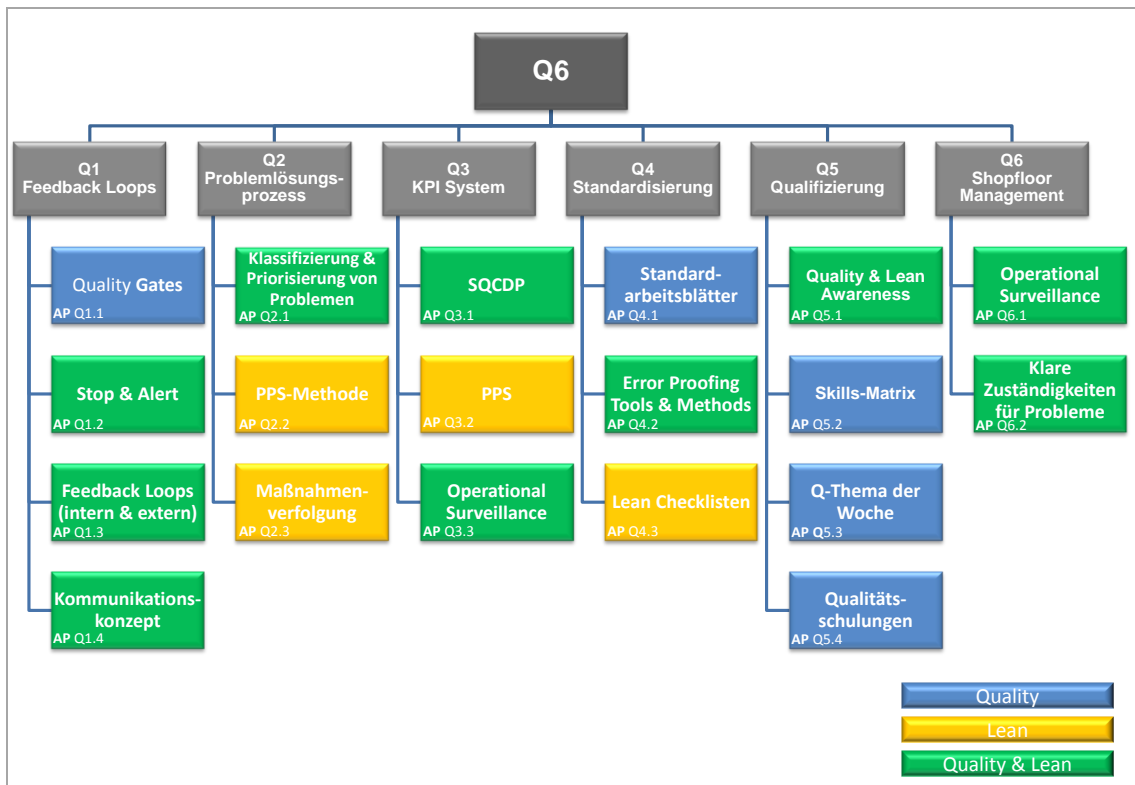 Q6
Q1
Feedback Loops
Q2
Problemlösungs-
prozess
Q3
KPI System
Q4
Standardisierung
Q5
Qualifizierung
Q6
Shopfloor
Management
Quality Gates
AP Q1.1
Stop & Alert
AP Q1.2
Feedback Loops
(intern & extern)
AP Q1.3
Kommunikations-
konzept
AP Q1.4
Klassifizierung &
Priorisierung von
Problemen
AP Q2.1
PPS-Methode
AP Q2.2
Maßnahmen-
verfolgung
AP Q2.3
SQCDP
AP Q3.1
PPS
AP Q3.2
Operational
Surveillance
AP Q3.3
Standard-
arbeitsblätter
AP Q4.1
Error Proofing
Tools & Methods
AP Q4.2
Lean Checklisten
AP Q4.3
Quality & Lean
Awareness
AP Q5.1
Skills-Matrix
AP Q5.2
Q-Thema der
Woche
AP Q5.3
Qualitäts-
schulungen
AP Q5.4
Operational
Surveillance
AP Q6.1
Klare
Zuständigkeiten
für Probleme
AP Q6.2
Quality
Lean
Quality & Lean